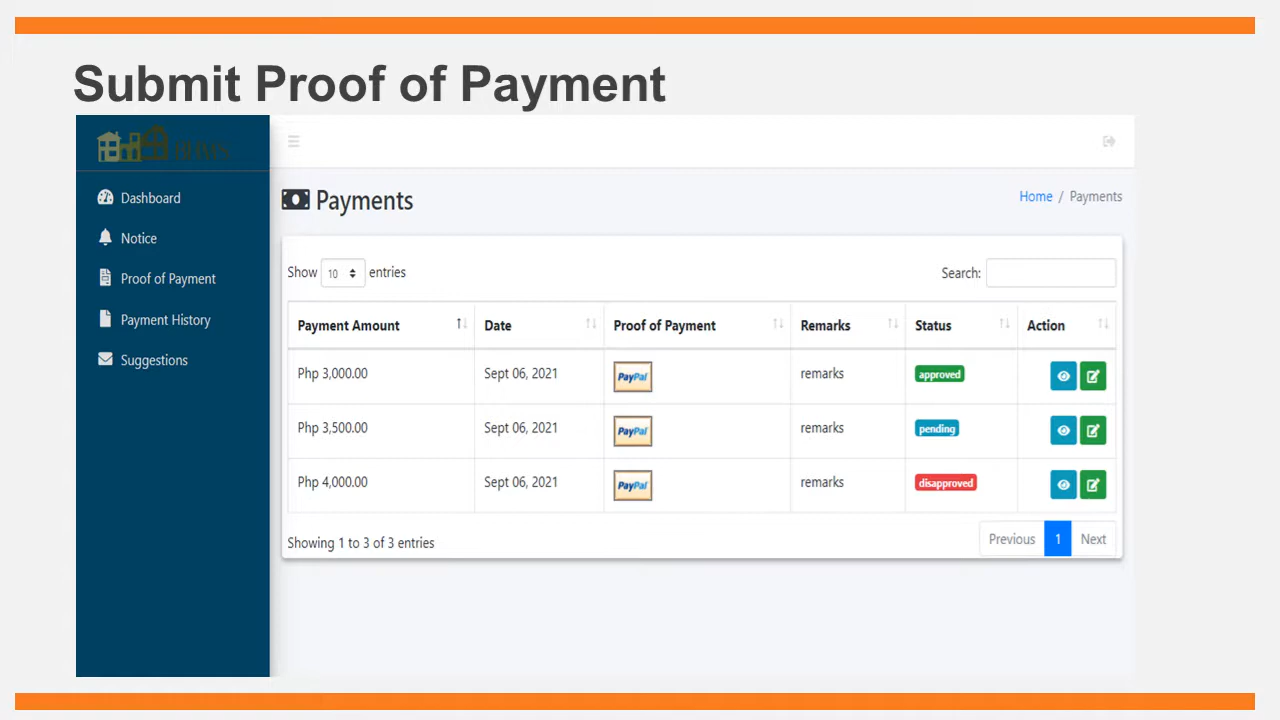 Submit Proof of Payment
Dashboard
Notice
Proof of Payment
Payment History
Suggestions
Payments
Home / Payments
Show 10 entries
Search:
Payment Amount Date Proof of Payment Remarks Status Action
Php 3,000.00 Sept 06, 2021 PayPal remarks approved
Php 3,500.00 Sept 06, 2021 PayPal remarks pending
Php 4,000.00 Sept 06, 2021 PayPal remarks disapproved
Showing 1 to 3 of 3 entries
Previous 1 Next